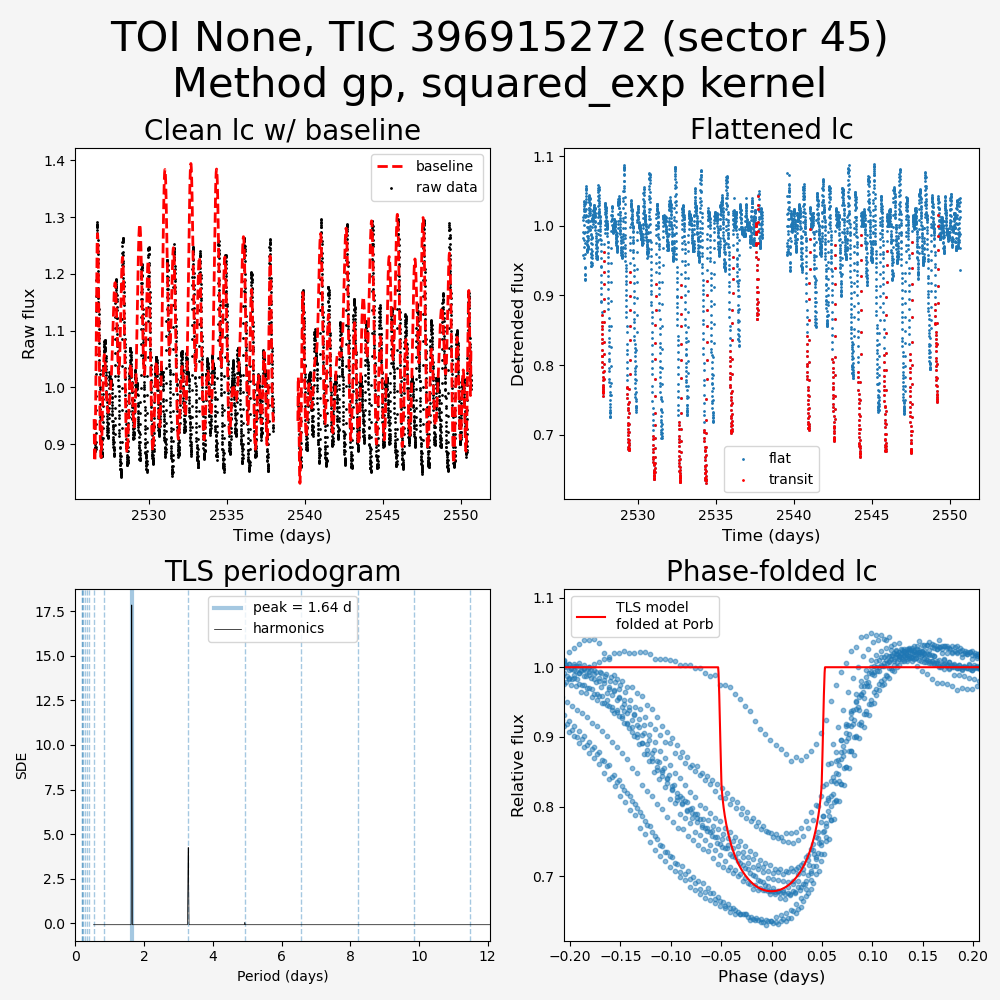 TOI None, TIC 396915272 (sector 45)
Method gp, squared_exp kernel
Clean lc w/ baseline
Raw flux
1.4
1.3
1.2
1.1
1.0
0.9
baseline
raw data
2530
2535
2540
2545
2550
Time (days)
Flattened lc
Detrended flux
1.1
1.0
0.9
0.8
0.7
flat
transit
2530
2535
2540
2545
2550
Time (days)
TLS periodogram
SDE
17.5
15.0
12.5
10.0
7.5
5.0
2.5
0.0
peak = 1.64 d
harmonics
0
2
4
6
8
10
12
Period (days)
Phase-folded lc
Relative flux
1.1
1.0
0.9
0.8
0.7
TLS model
folded at Porb
−0.20
−0.15
−0.10
−0.05
0.00
0.05
0.10
0.15
0.20
Phase (days)